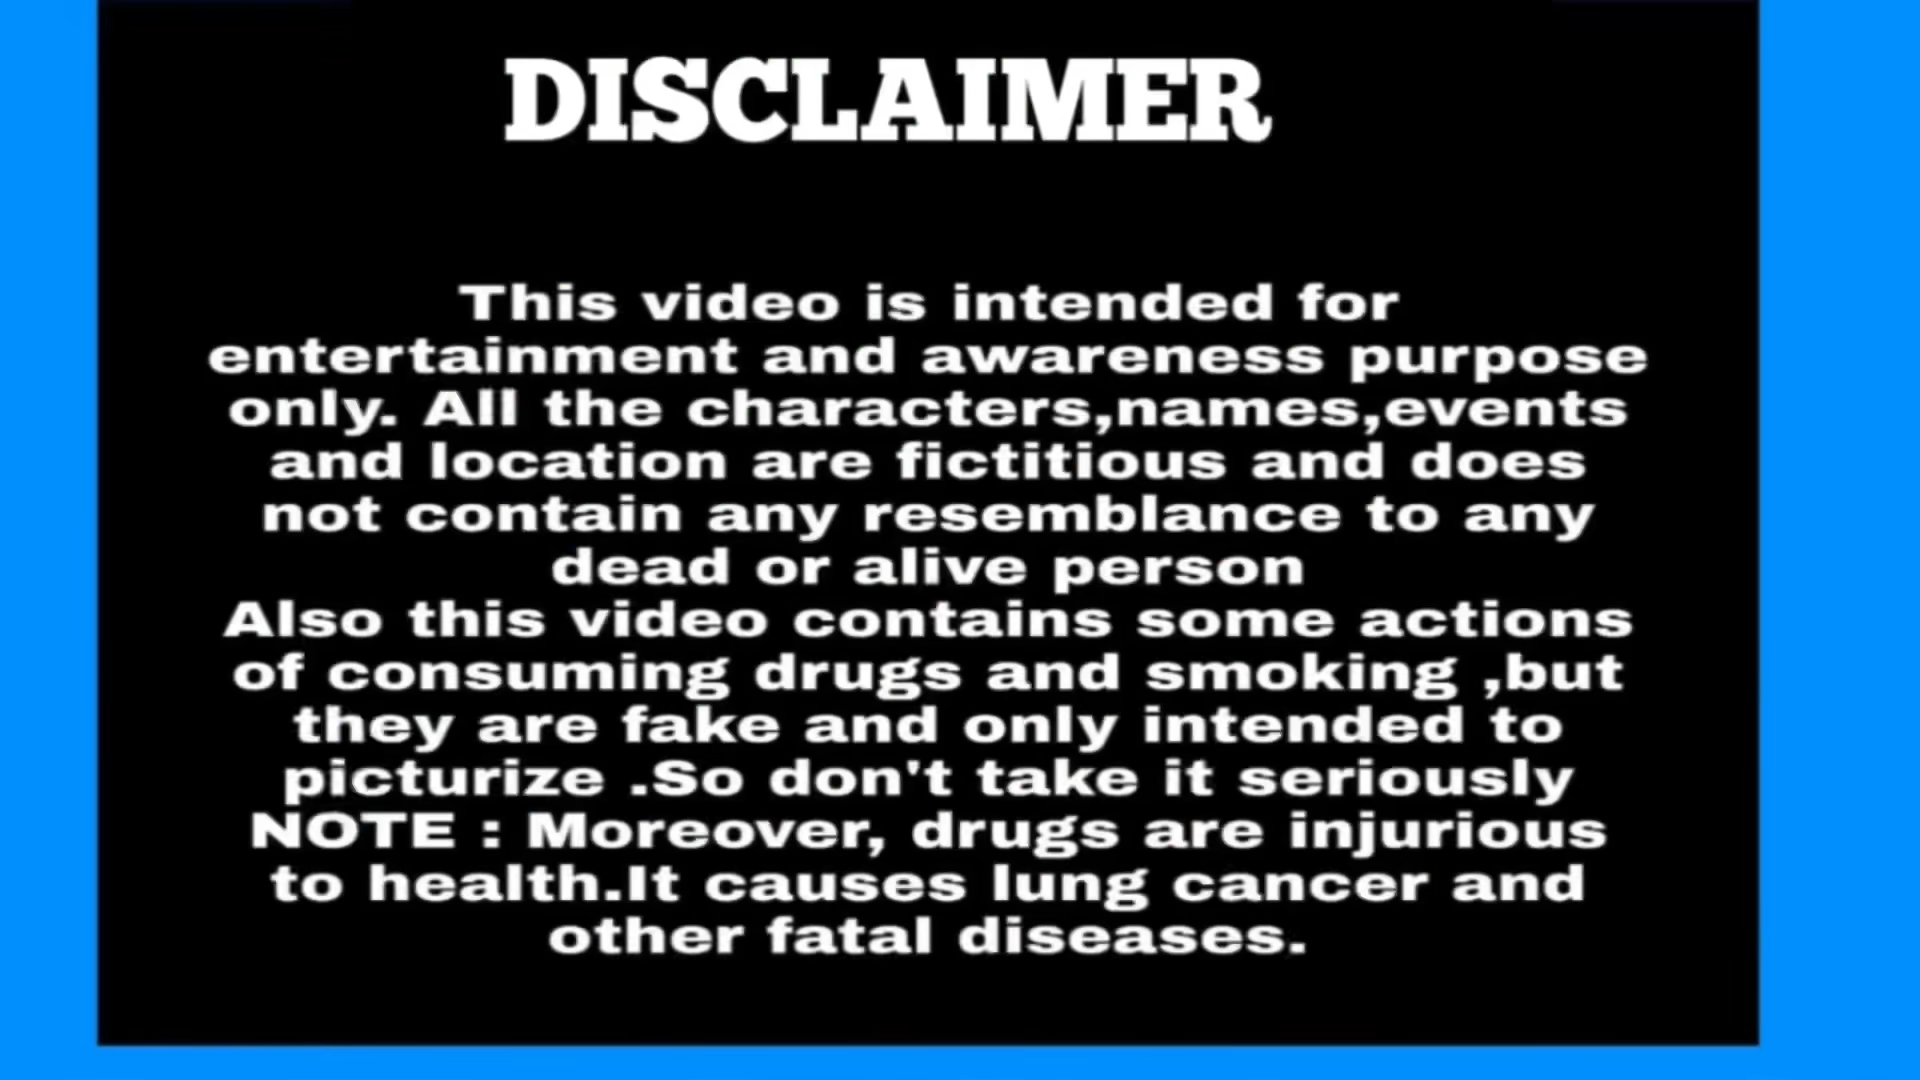 DISCLAIMER
This video is intended for
entertainment and awareness purpose
only. All the characters,names,events
and location are fictitious and does
not contain any resemblance to any
dead or alive person
Also this video contains some actions
of consuming drugs and smoking ,but
they are fake and only intended to
picturize .So don't take it seriously
NOTE : Moreover, drugs are injurious
to health.It causes lung cancer and
other fatal diseases.